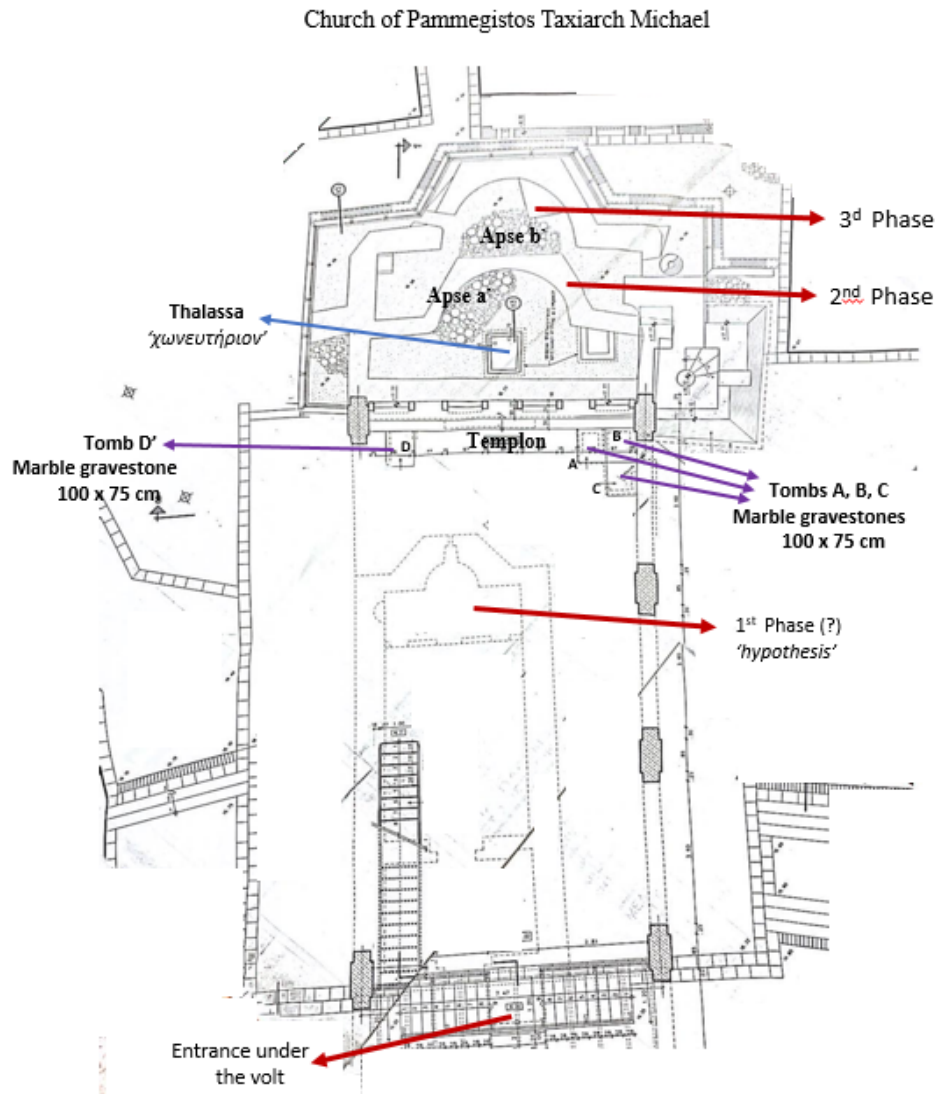 Church of Pammegistos Taxiarch Michael
3d Phase
Apse b΄
2nd Phase
Apse a΄
Thalassa
‘χωνευτήριον’
Templon
D
B
A
C
Tomb D’
Marble gravestone
100 x 75 cm
Tombs A, B, C
Marble gravestones
100 x 75 cm
1st Phase (?)
‘hypothesis’
Entrance under
the volt